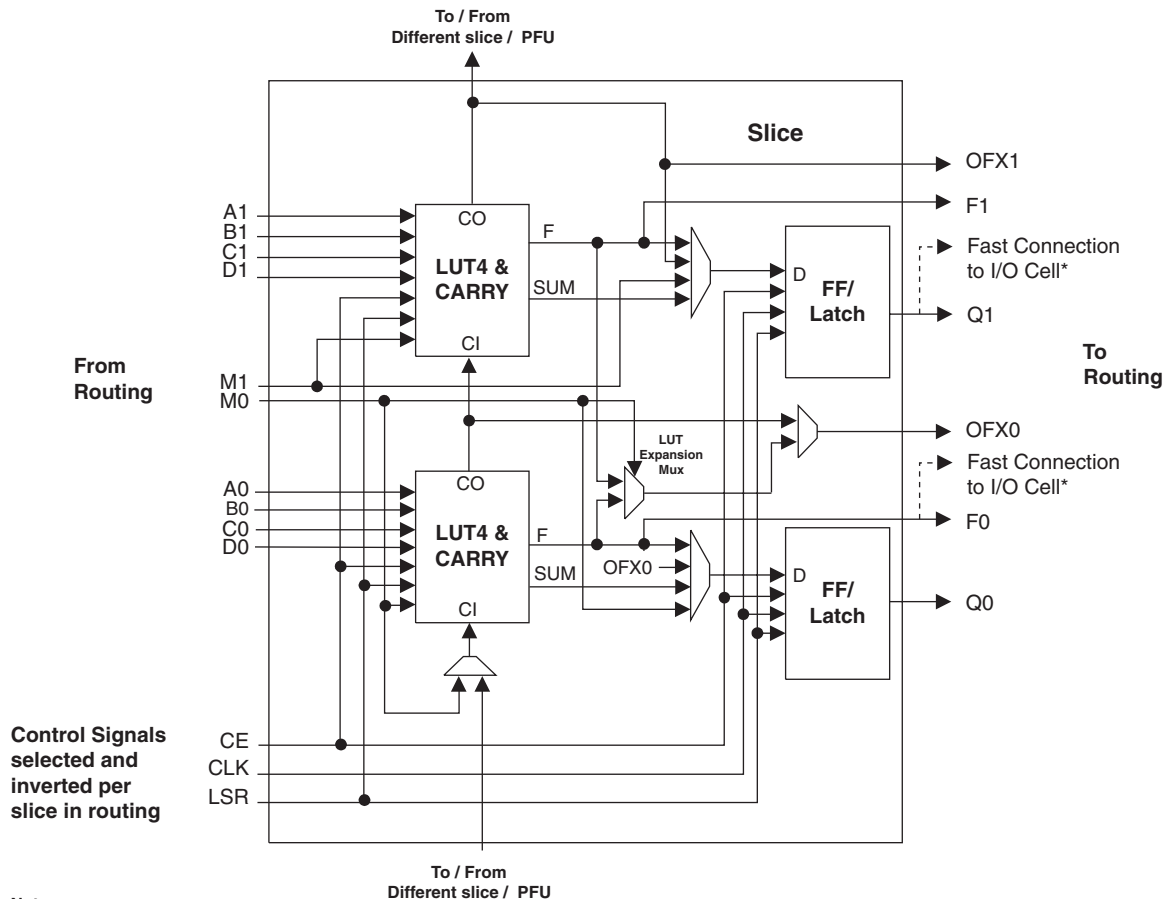 To / From
Different slice / PFU
Slice
OFX1
F1
Fast Connection
to I/O Cell*
Q1
A1
B1
C1
D1
CO
LUT4 &
CARRY
CI
F
SUM
D
FF/
Latch
From
Routing
M1
M0
To
Routing
OFX0
Fast Connection
to I/O Cell*
F0
LUT
Expansion
Mux
A0
B0
C0
D0
CO
LUT4 &
CARRY
CI
F
OFX0
SUM
D
FF/
Latch
Q0
Control Signals
selected and
inverted per
slice in routing
CE
CLK
LSR
To / From
Different slice / PFU